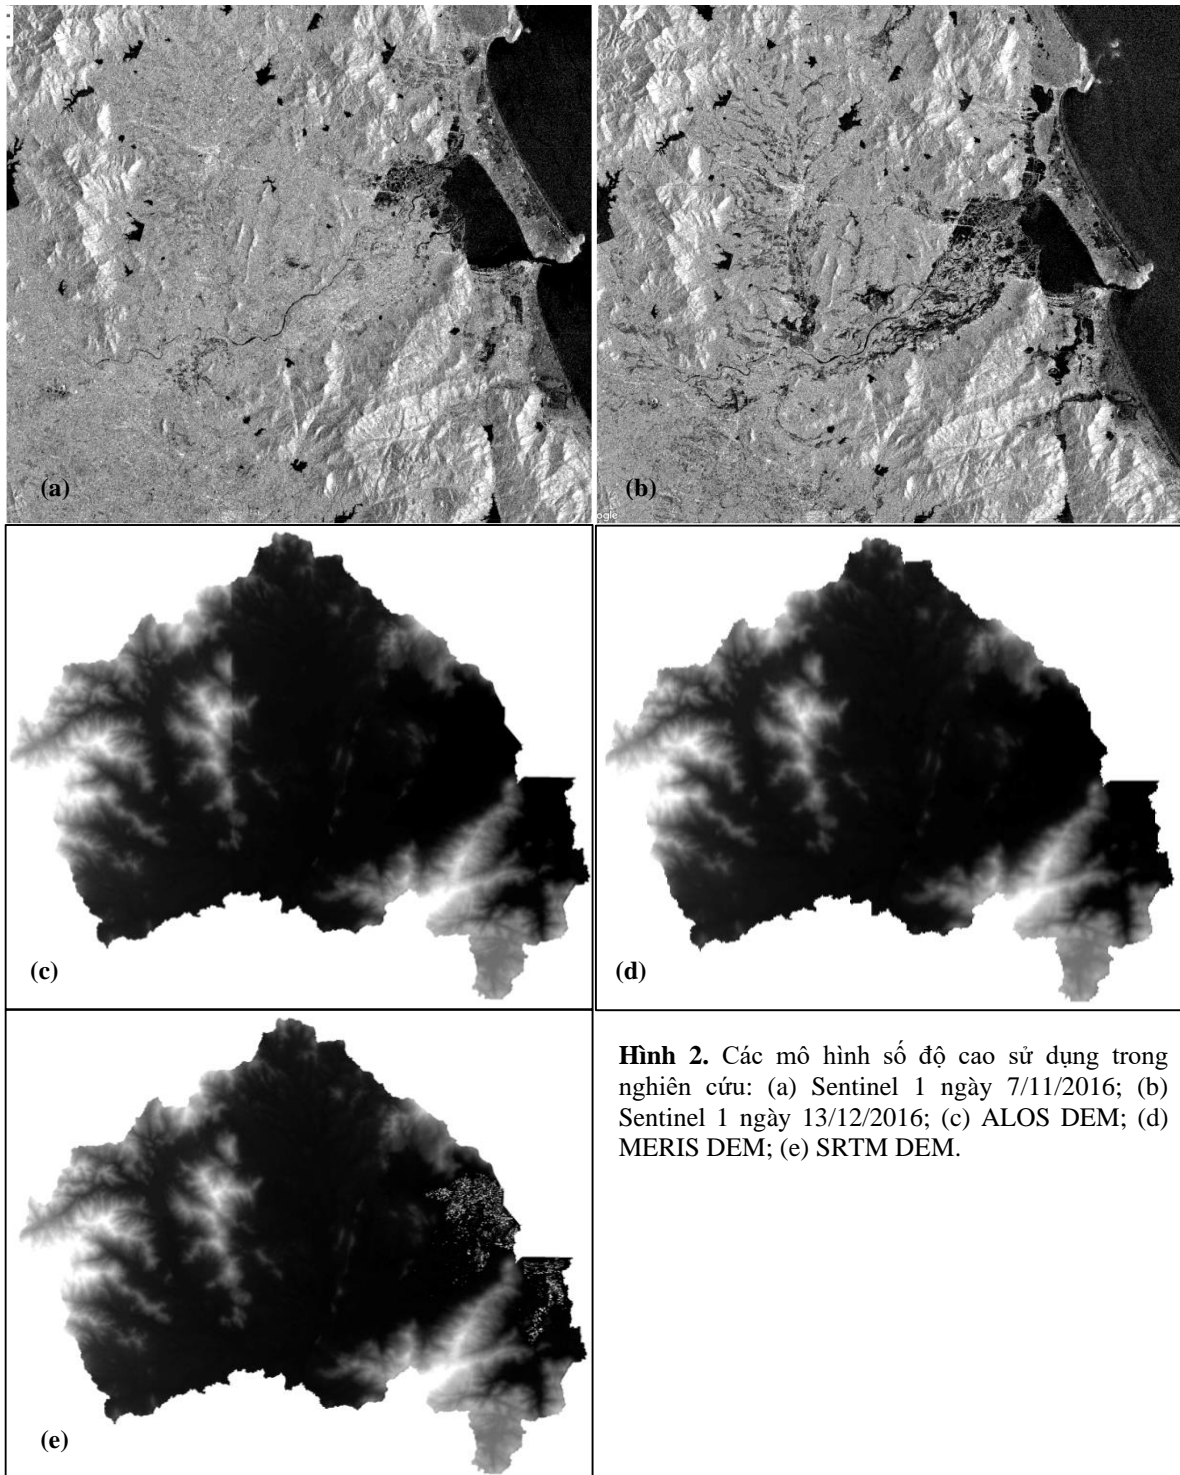 (a)
(b)
ogle
(c)
(d)
(e)
Hình 2. Các mô hình số độ cao sử dụng trong
nghiên cứu: (a) Sentinel 1 ngày 7/11/2016; (b)
Sentinel 1 ngày 13/12/2016; (c) ALOS DEM; (d)
MERIS DEM; (e) SRTM DEM.